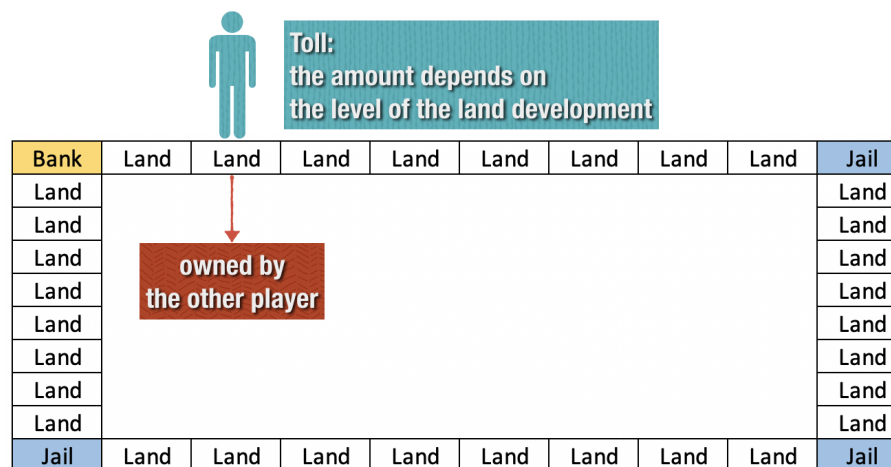 Toll:
the amount depends on
the level of the land development
Bank Land Land Land Land Land Land Land Land Jail
Land Land
Land Land
owned by
the other player
Land Land
Land Land
Land Land
Land Land
Land Land
Land Land
Jail Land Land Land Land Land Land Land Land Jail